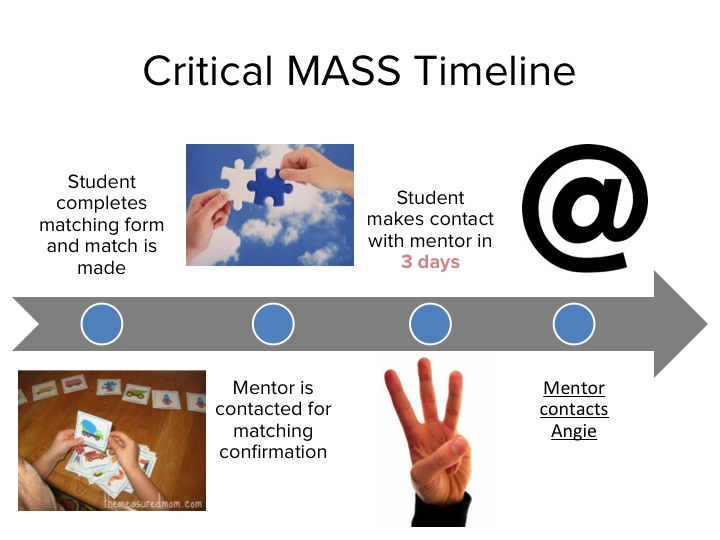 Critical MASS Timeline
Student
completes
matching form
and match is
made
Student
makes contact
with mentor in
3 days
@
Mentor is
contacted for
matching
confirmation
Mentor
contacts
Angie
themeasuredmom.com